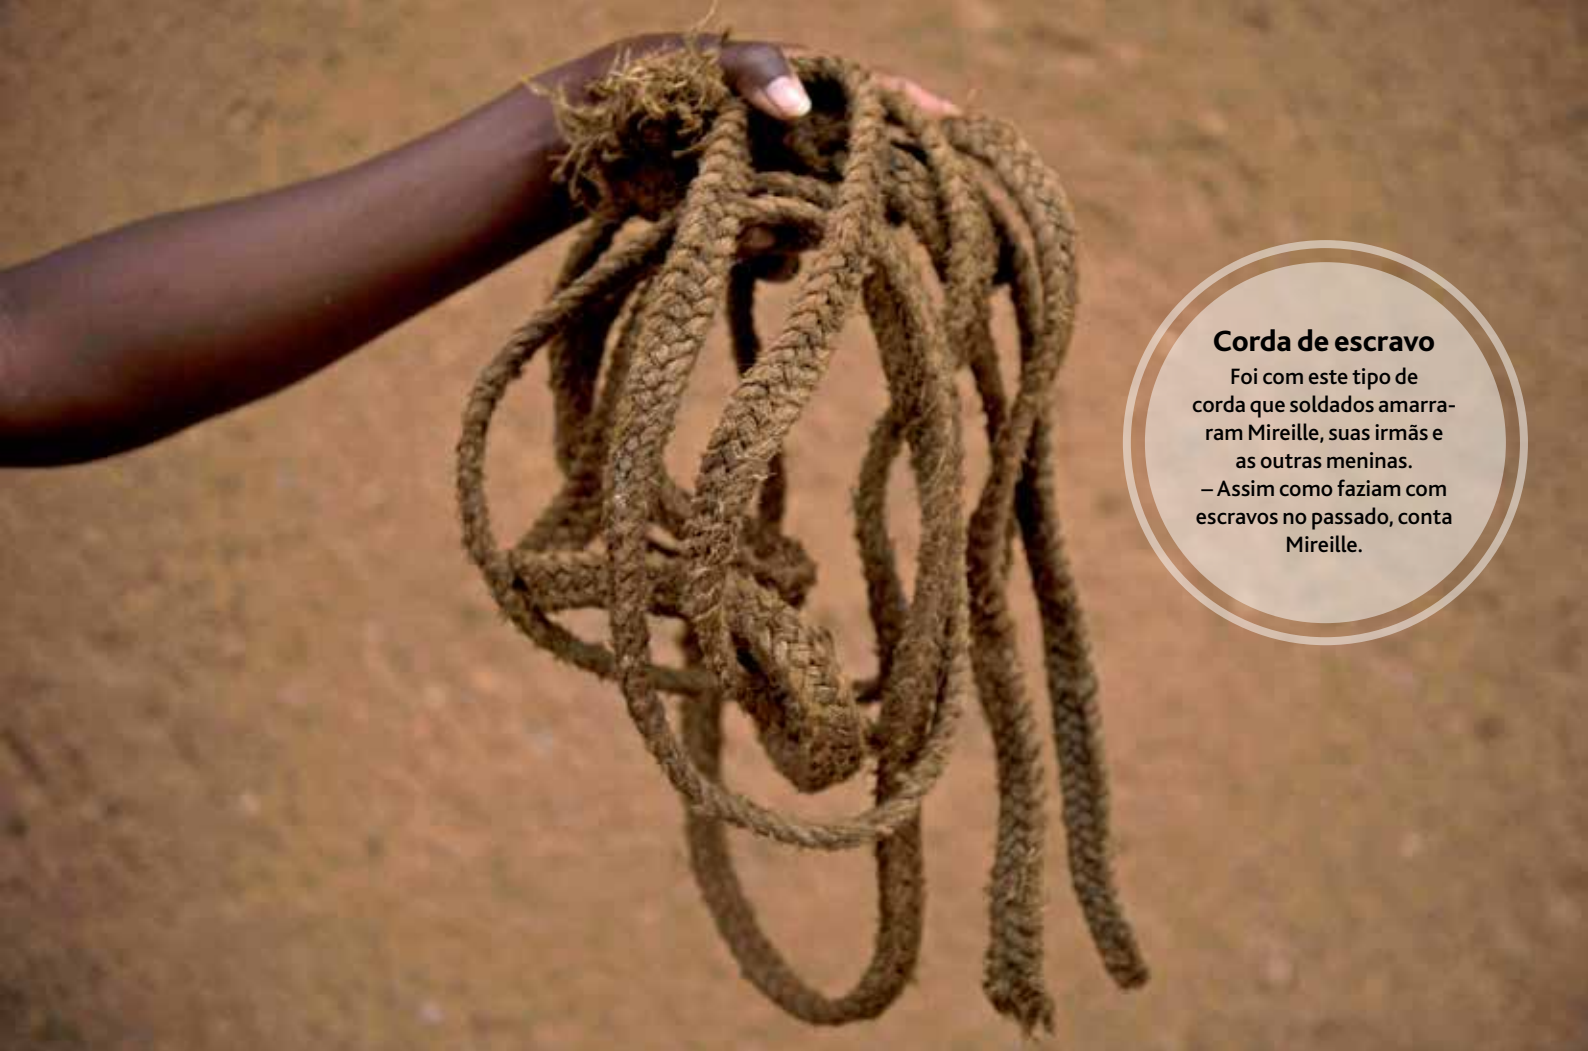 Corda de escravo
Foi com este tipo de
corda que soldados amarra-
ram Mireille, suas irmãs e
as outras meninas.
– Assim como faziam com
escravos no passado, conta
Mireille.